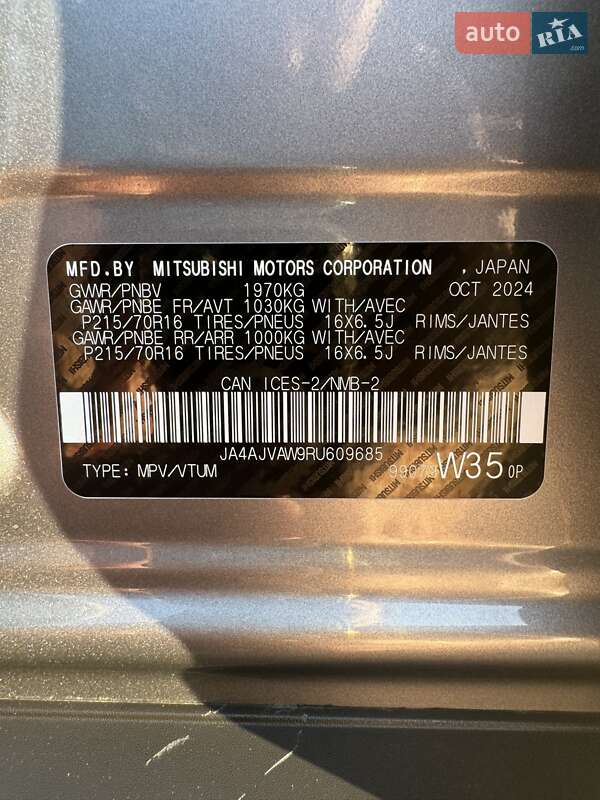 auto RIA.com
MFD.BY MITSUBISHI MOTORS CORPORATION , JAPAN
GVWR/PNBV 1970KG OCT 2024
GAWR/PNBE FR/AVT 1030KG WITH/AVEC
P215/70R16 TIRES/PNEUS 16X6.5J RIMS/JANTES
GAWR/PNBE RR/ARR 1000KG WITH/AVEC
P215/70R16 TIRES/PNEUS 16X6.5J RIMS/JANTES
CAN ICES-2/NMB-2
JA4AJVAW9RU609685
TYPE: MPV/VTUM W35 0P